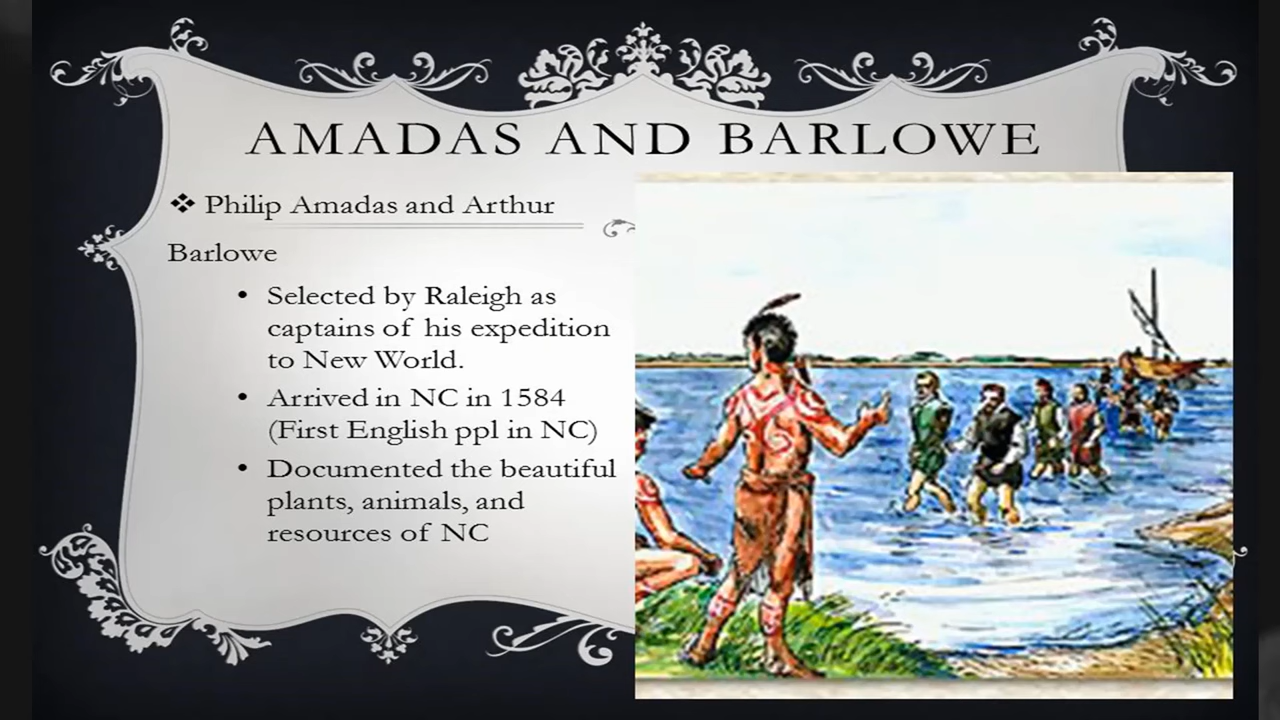 AMADAS AND BARLOWE
❖ Philip Amadas and Arthur
Barlowe
• Selected by Raleigh as
captains of his expedition
to New World.
• Arrived in NC in 1584
(First English ppl in NC)
• Documented the beautiful
plants, animals, and
resources of NC